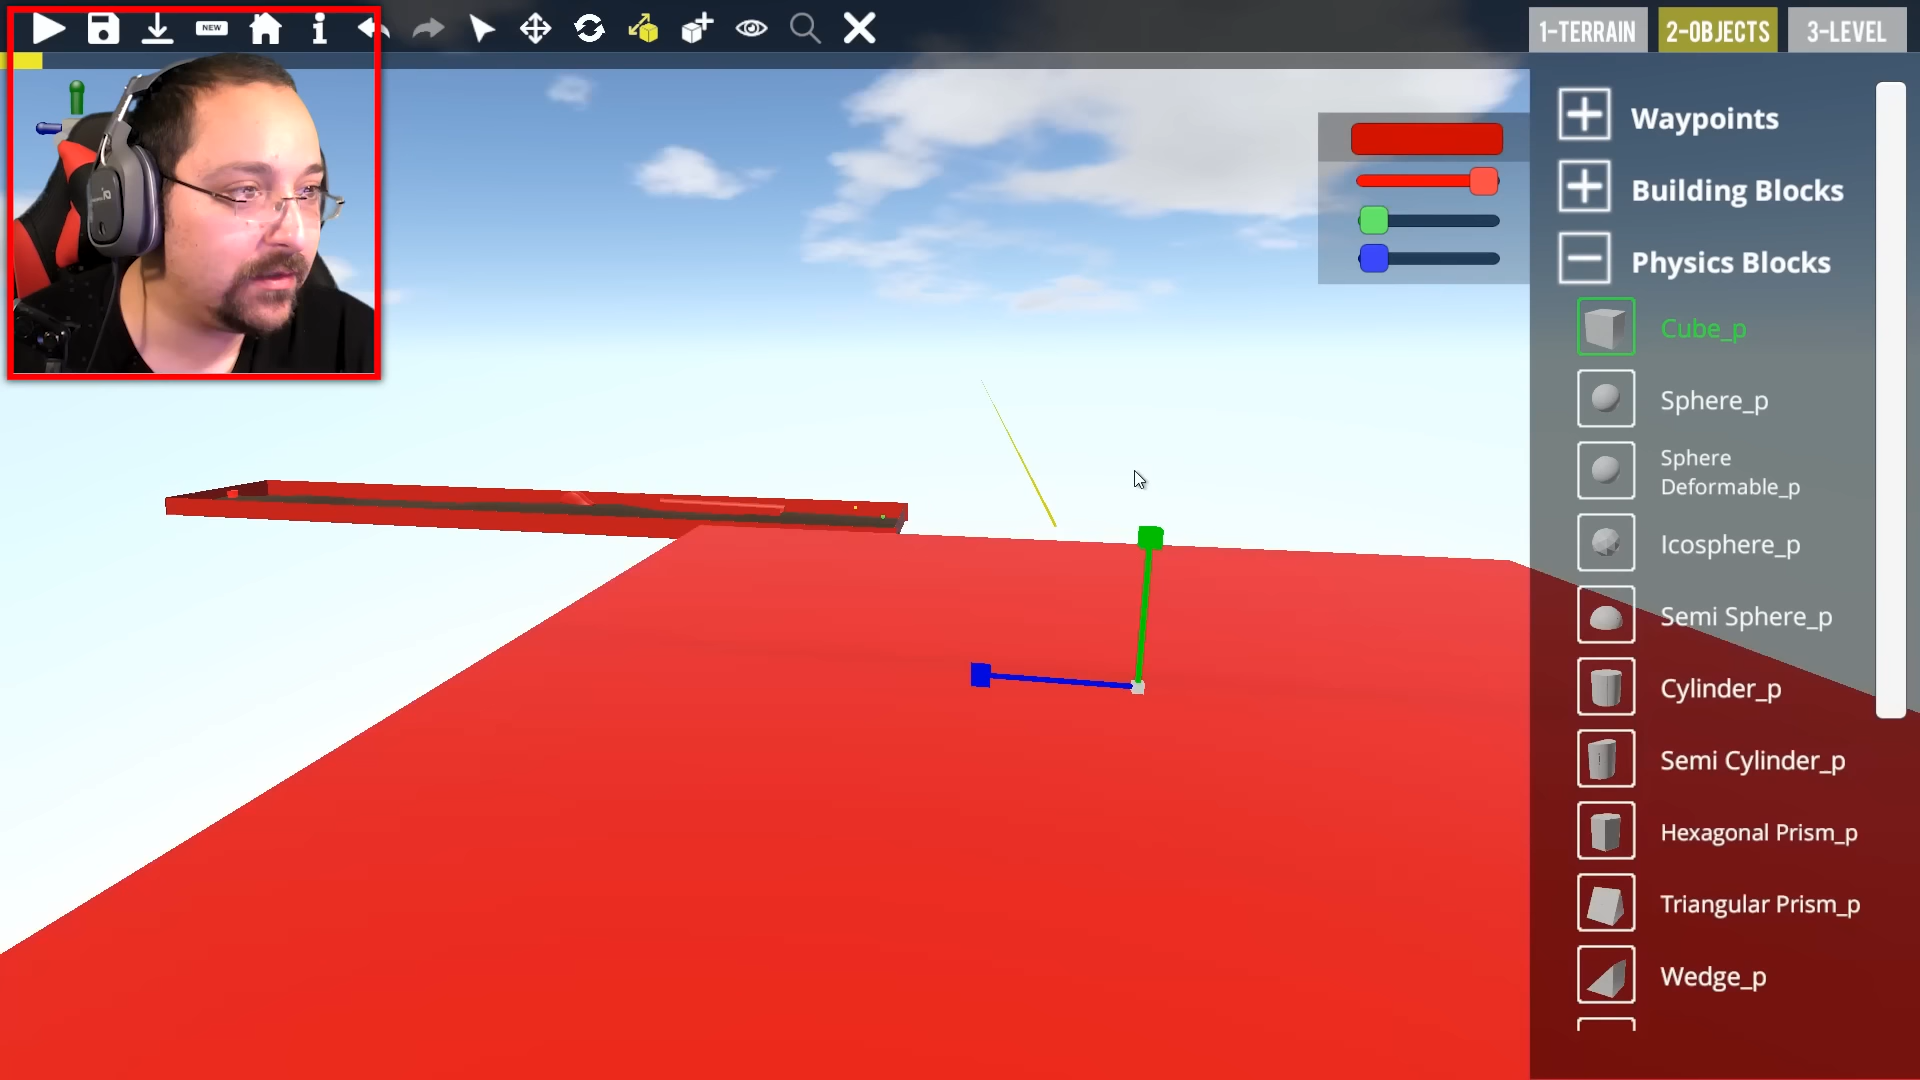 NEW
1-TERRAIN
2-OBJECTS
3-LEVEL
Waypoints
Building Blocks
Physics Blocks
Cube_p
Sphere_p
Sphere
Deformable_p
Icosphere_p
Semi Sphere_p
Cylinder_p
Semi Cylinder_p
Hexagonal Prism_p
Triangular Prism_p
Wedge_p